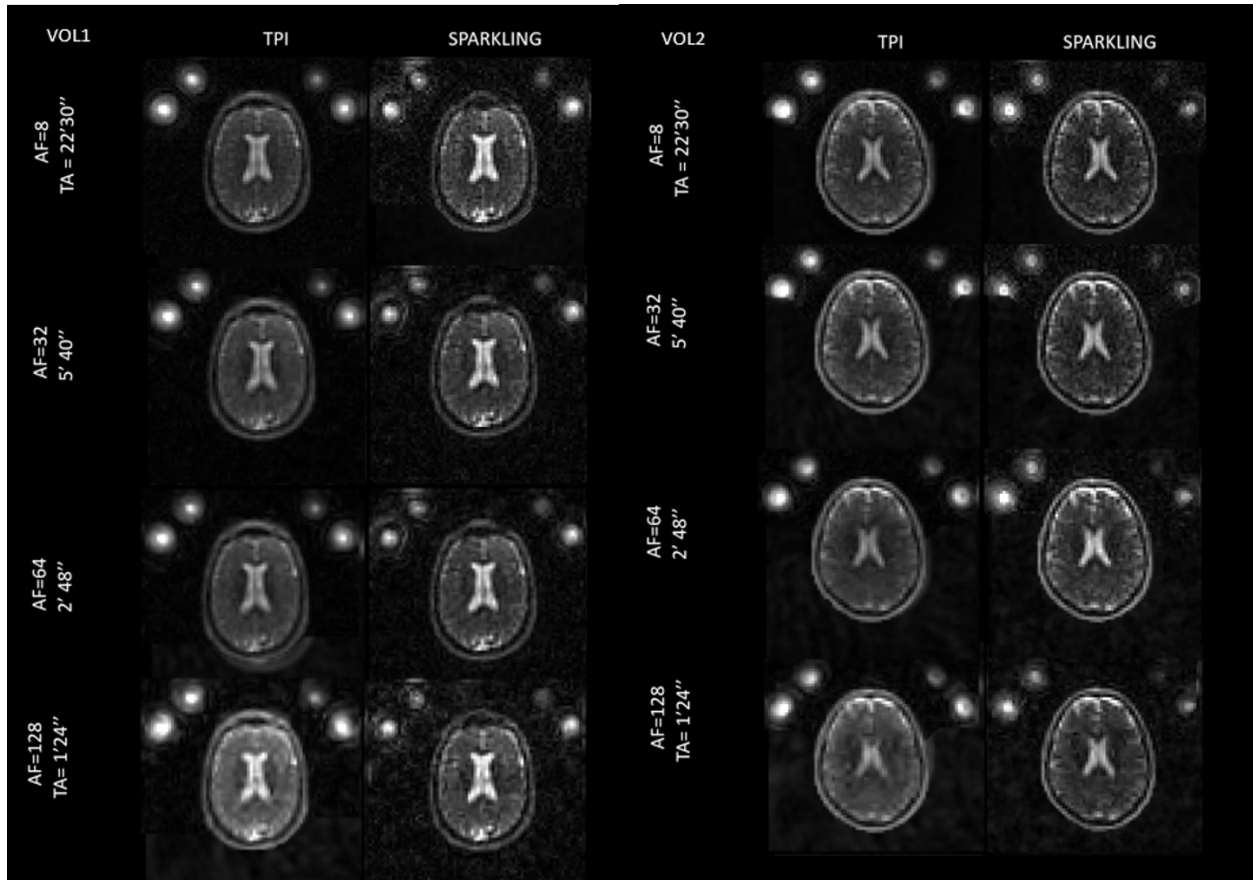 VOL1
TPI
SPARKLING
VOL2
TPI
SPARKLING
AF=8
TA = 22’30’’
AF=32
5’ 40’’
AF=64
2’ 48’’
AF=128
TA= 1’24’’
AF=8
TA = 22’30’’
AF=32
5’ 40’’
AF=64
2’ 48’’
AF=128
TA= 1’24’’